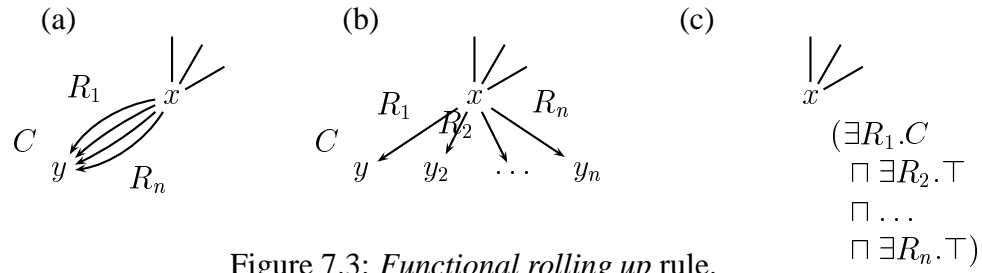 (a) (b) (c)
R₁ x R₁ x R₂ Rₙ x
C C (∃R₁.C
y Rₙ y y₂ ... yₙ ⊓ ∃R₂.⊤
⊓ ...
⊓ ∃Rₙ.⊤)
Figure 7.3: Functional rolling up rule.